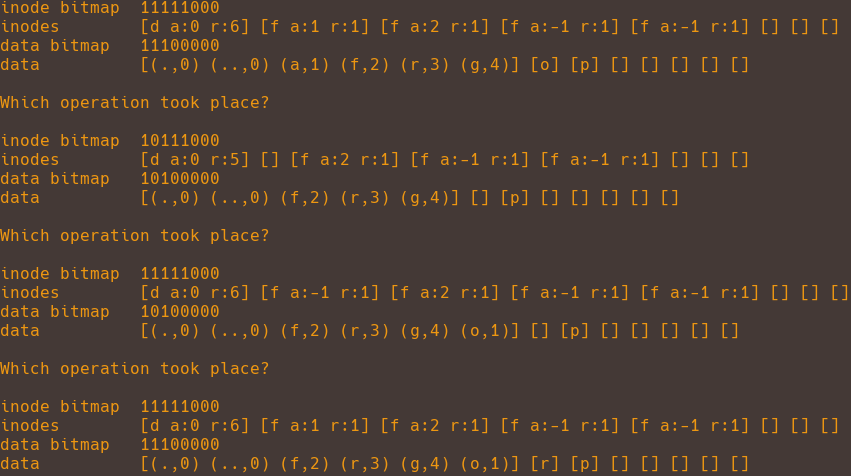 inode bitmap  11111000
inodes        [d a:0 r:6] [f a:1 r:1] [f a:2 r:1] [f a:-1 r:1] [f a:-1 r:1] [] [] []
data bitmap   11100000
data          [(.,0) (..,0) (a,1) (f,2) (r,3) (g,4)] [o] [p] [] [] [] [] []
Which operation took place?
inode bitmap  10111000
inodes        [d a:0 r:5] [] [f a:2 r:1] [f a:-1 r:1] [f a:-1 r:1] [] [] []
data bitmap   10100000
data          [(.,0) (..,0) (f,2) (r,3) (g,4)] [] [p] [] [] [] [] []
Which operation took place?
inode bitmap  11111000
inodes        [d a:0 r:6] [f a:-1 r:1] [f a:2 r:1] [f a:-1 r:1] [f a:-1 r:1] [] [] []
data bitmap   10100000
data          [(.,0) (..,0) (f,2) (r,3) (g,4) (o,1)] [] [p] [] [] [] [] []
Which operation took place?
inode bitmap  11111000
inodes        [d a:0 r:6] [f a:1 r:1] [f a:2 r:1] [f a:-1 r:1] [f a:-1 r:1] [] [] []
data bitmap   11100000
data          [(.,0) (..,0) (f,2) (r,3) (g,4) (o,1)] [r] [p] [] [] [] [] []